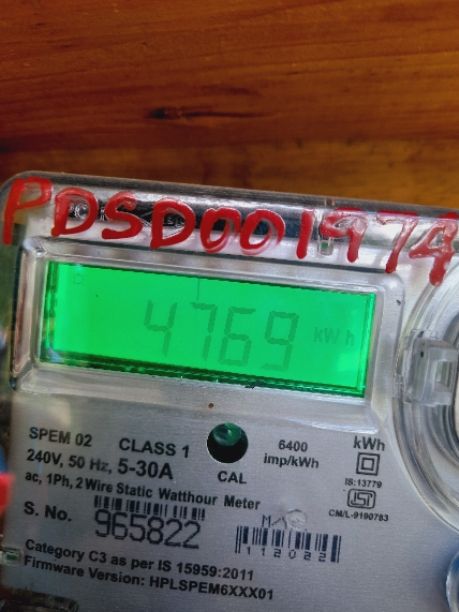 PDSD001974
4769 kWh
SPEM 02 CLASS 1 6400 imp/kWh kWh
240V, 50 Hz, 5-30A CAL IS:13779
ac, 1Ph, 2 Wire Static Watthour Meter CM/L-9190783
S. No. 965822
112022
Category C3 as per IS 15959:2011
Firmware Version: HPLSPEM6XXX01